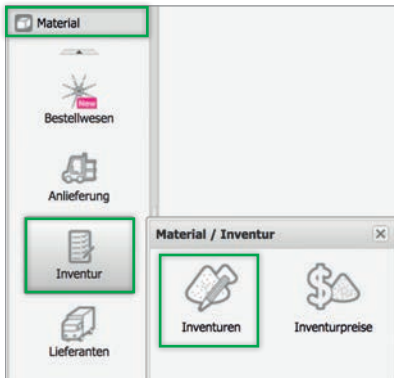 Material
New
Bestellwesen
Anlieferung
Inventur
Lieferanten
Material / Inventur
Inventuren
Inventurpreise